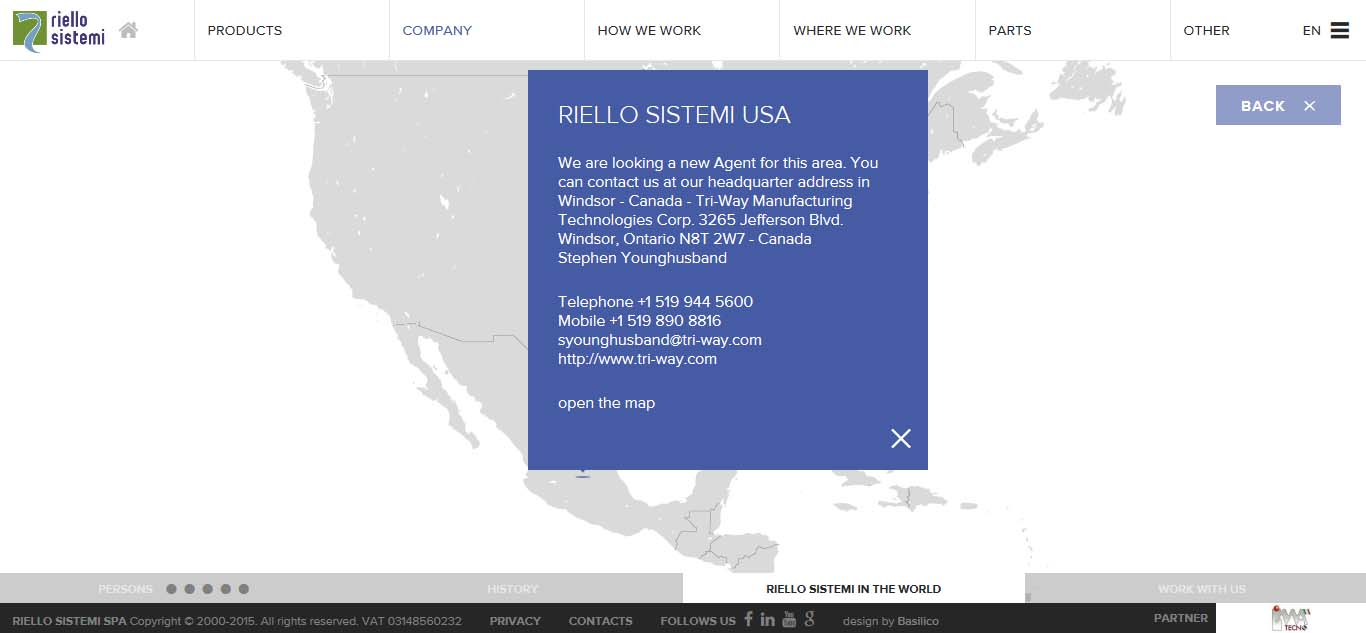 riello
sistemi
PRODUCTS
COMPANY
HOW WE WORK
WHERE WE WORK
PARTS
OTHER
EN
BACK
RIELLO SISTEMI USA
We are looking a new Agent for this area. You
can contact us at our headquarter address in
Windsor - Canada - Tri-Way Manufacturing
Technologies Corp. 3265 Jefferson Blvd.
Windsor, Ontario N8T 2W7 - Canada
Stephen Younghusband
Telephone +1 519 944 5600
Mobile +1 519 890 8816
syounghusband@tri-way.com
http://www.tri-way.com
open the map
PERSONS
HISTORY
RIELLO SISTEMI IN THE WORLD
WORK WITH US
RIELLO SISTEMI SPA Copyright © 2000-2015. All rights reserved. VAT 03148560232
PRIVACY
CONTACTS
FOLLOWS US
design by Basilico
PARTNER
TECNO